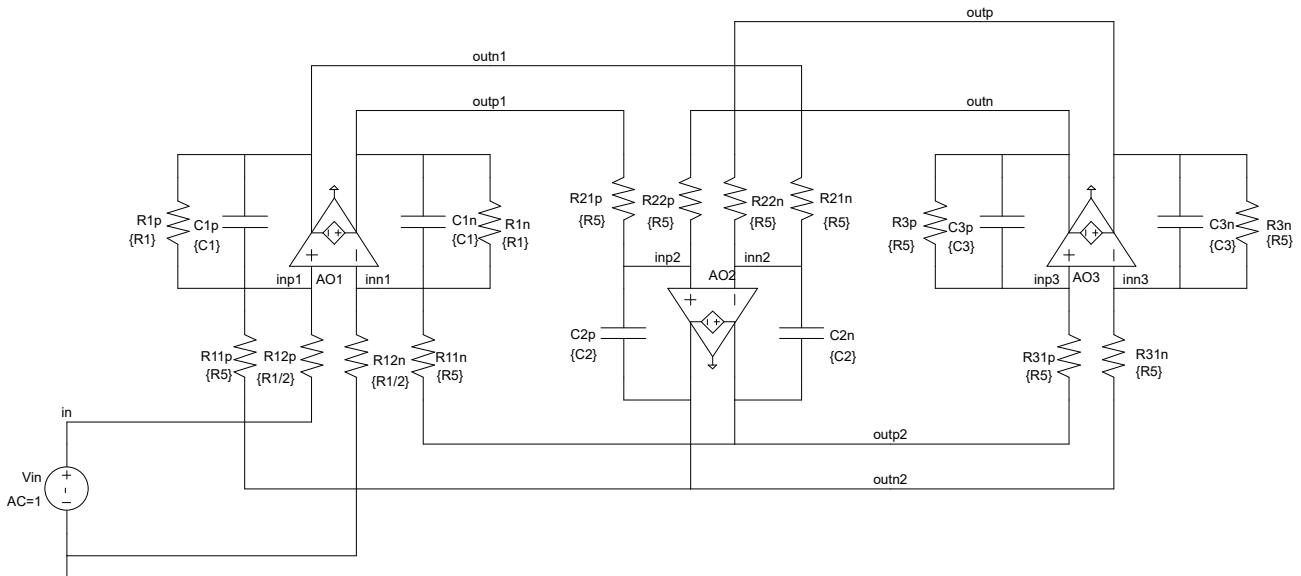 outp
outn1
outp1
outn
R1p
{R1}
C1p
{C1}
C1n
{C1}
R1n
{R1}
R21p
{R5}
R22p
{R5}
R22n
{R5}
R21n
{R5}
R3p
{R5}
C3p
{C3}
C3n
{C3}
R3n
{R5}
+
−
inp1
AO1
inn1
inp2
AO2
inn2
+
−
+
−
inp3
AO3
inn3
C2p
{C2}
C2n
{C2}
R11p
{R5}
R12p
{R1/2}
R12n
{R1/2}
R11n
{R5}
R31p
{R5}
R31n
{R5}
in
outp2
Vin
AC=1
+
-
−
outn2